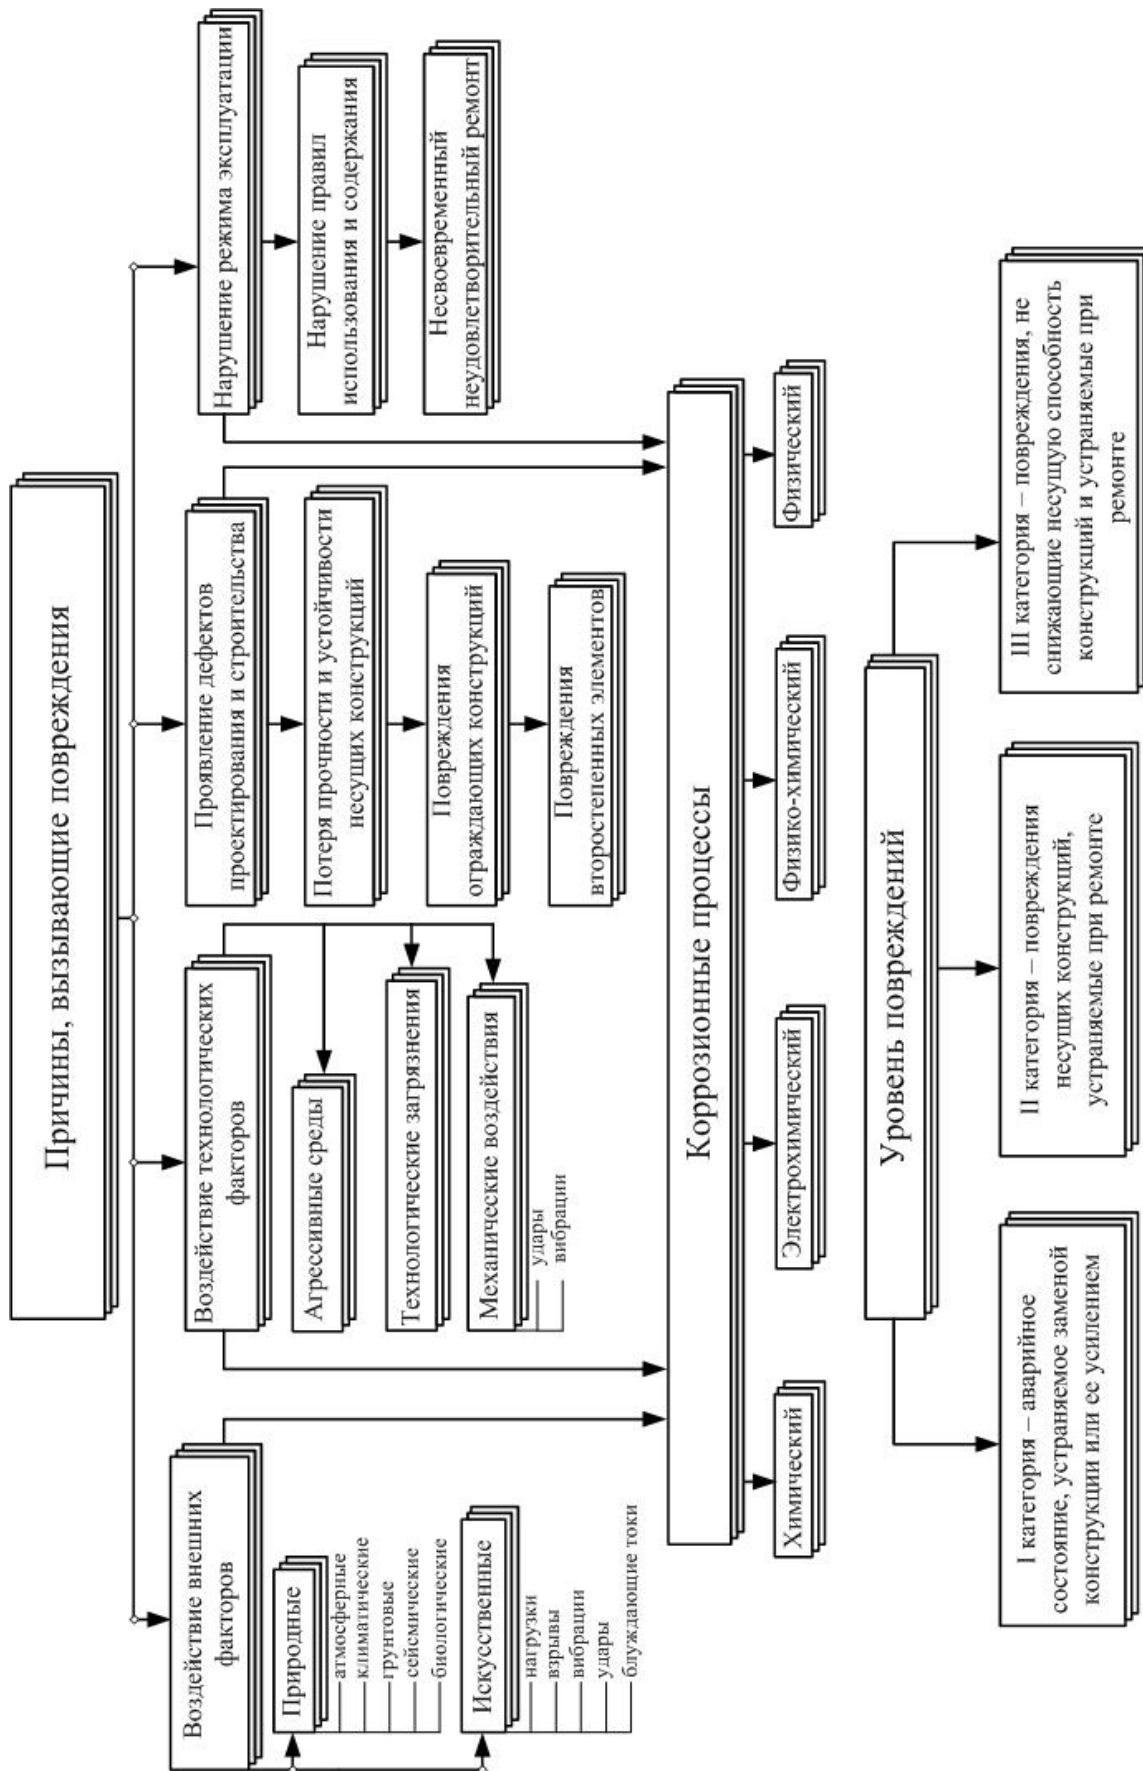 Причины, вызывающие повреждения
Воздействие внешних
факторов
Природные
атмосферные
климатические
грунтовые
сейсмические
биологические
Искусственные
нагрузки
взрывы
вибрации
удары
блуждающие токи
Воздействие технологических
факторов
Агрессивные среды
Технологические загрязнения
Механические воздействия
удары
вибрации
Проявление дефектов
проектирования и строительства
Потеря прочности и устойчивости
несущих конструкций
Повреждения
ограждающих конструкций
Повреждения
второстепенных элементов
Нарушение режима эксплуатации
Нарушение правил
использования и содержания
Несвоевременный
неудовлетворительный ремонт
Коррозионные процессы
Химический
Электрохимический
Физико-химический
Физический
Уровень повреждений
I категория – аварийное
состояние, устраняемое заменой
конструкции или ее усилением
II категория – повреждения
несущих конструкций,
устраняемые при ремонте
III категория – повреждения, не
снижающие несущую способность
конструкций и устраняемые при
ремонте